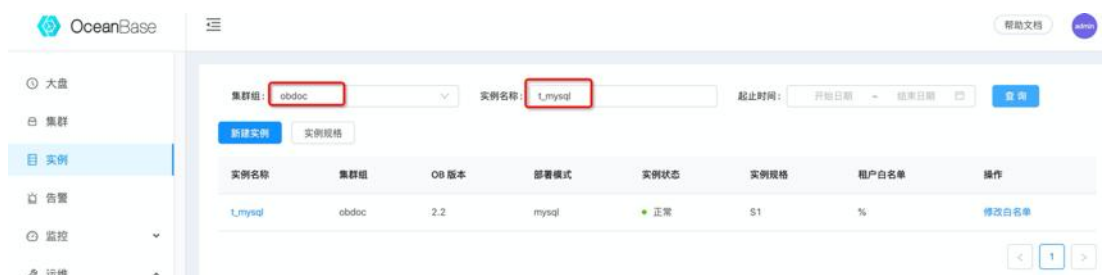 OceanBase
帮助文档
admin
大盘
集群
实例
告警
监控
运维
集群组: obdoc
实例名称: t_mysql
起止时间: 开始日期 ~ 结束日期
查询
新建实例 实例规格
实例名称 集群组 OB 版本 部署模式 实例状态 实例规格 租户白名单 操作
t_mysql obdoc 2.2 mysql 正常 S1 % 修改白名单
< 1 >